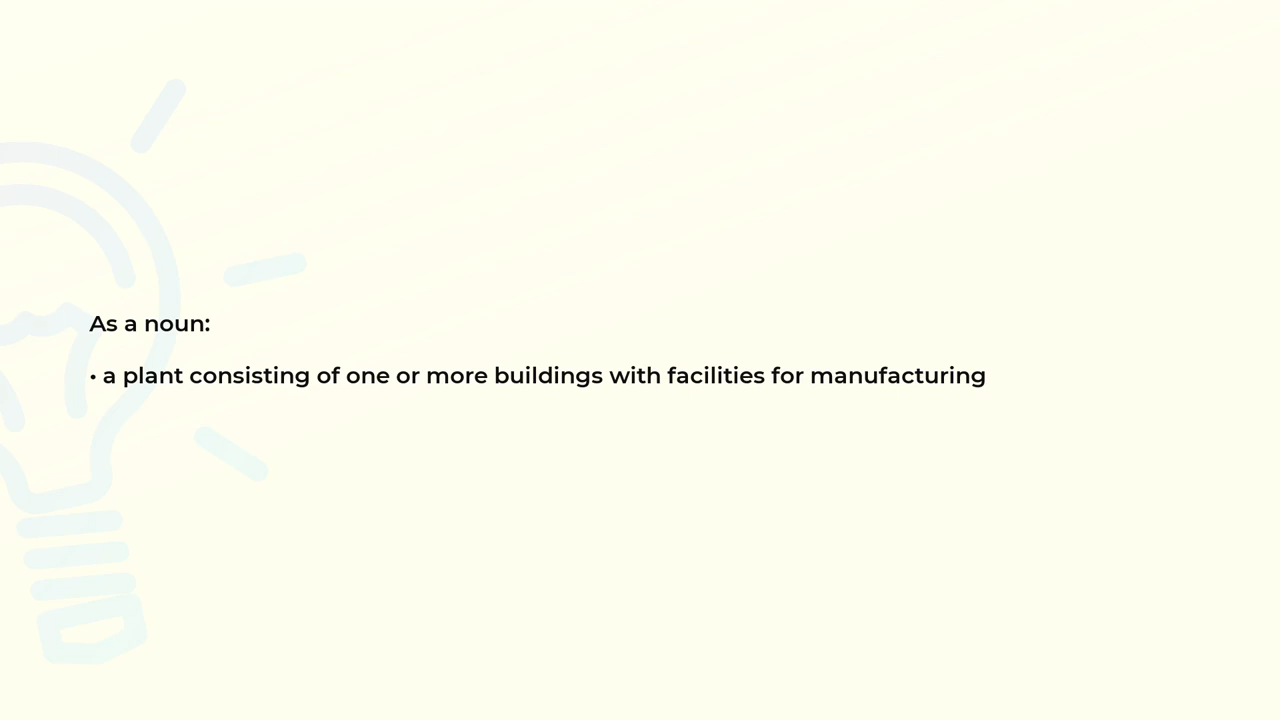 As a noun:
• a plant consisting of one or more buildings with facilities for manufacturing